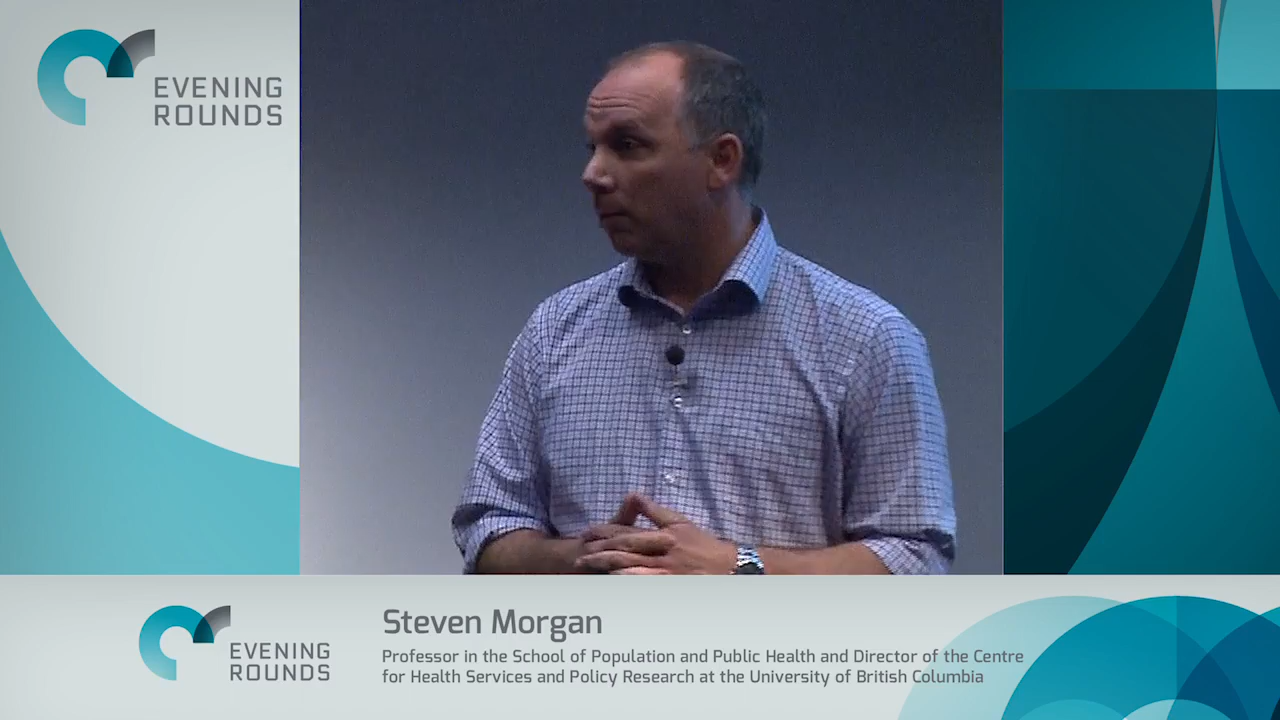 EVENING
ROUNDS
EVENING
ROUNDS
Steven Morgan
Professor in the School of Population and Public Health and Director of the Centre
for Health Services and Policy Research at the University of British Columbia